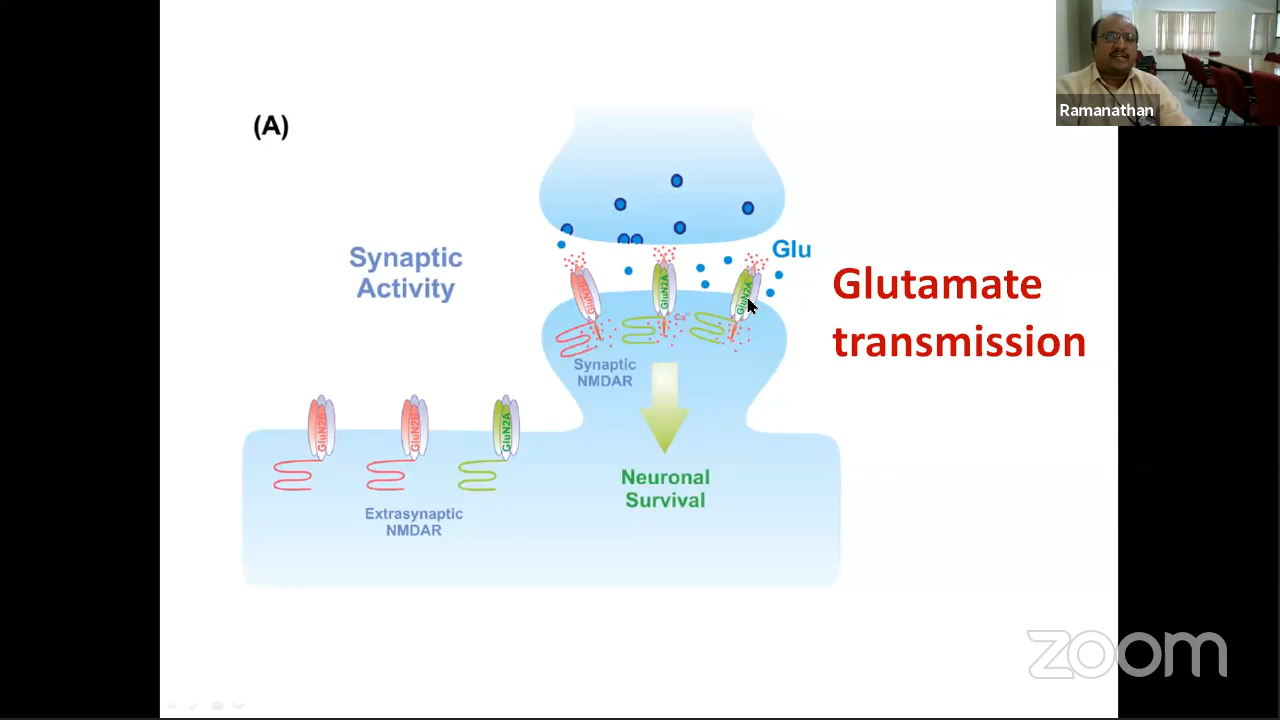 Ramanathan
(A)
Synaptic
Activity
Glu
Glutamate
transmission
GluN2B
GluN2A
GluN2A
Ca²⁺
Synaptic
NMDAR
GluN2B
GluN2B
GluN2A
Neuronal
Survival
Extrasynaptic
NMDAR
zoom